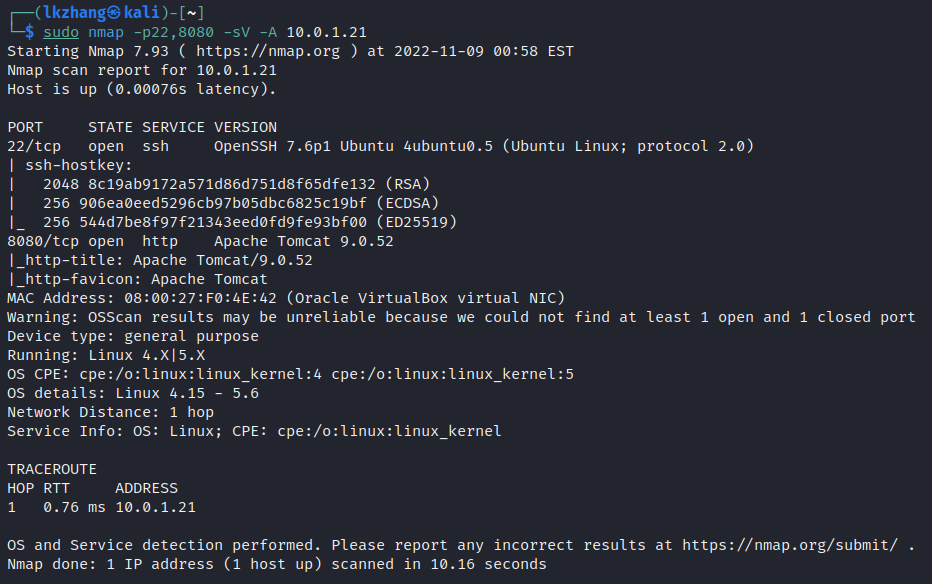 ┌──(lkzhang㉿kali)-[~]
└─$ sudo nmap -p22,8080 -sV -A 10.0.1.21
Starting Nmap 7.93 ( https://nmap.org ) at 2022-11-09 00:58 EST
Nmap scan report for 10.0.1.21
Host is up (0.00076s latency).

PORT     STATE SERVICE VERSION
22/tcp   open  ssh     OpenSSH 7.6p1 Ubuntu 4ubuntu0.5 (Ubuntu Linux; protocol 2.0)
| ssh-hostkey:
|   2048 8c19ab9172a571d86d751d8f65dfe132 (RSA)
|   256 906ea0eed5296cb97b05dbc6825c19bf (ECDSA)
|_  256 544d7be8f97f21343eed0fd9fe93bf00 (ED25519)
8080/tcp open  http    Apache Tomcat 9.0.52
|_http-title: Apache Tomcat/9.0.52
|_http-favicon: Apache Tomcat
MAC Address: 08:00:27:F0:4E:42 (Oracle VirtualBox virtual NIC)
Warning: OSScan results may be unreliable because we could not find at least 1 open and 1 closed port
Device type: general purpose
Running: Linux 4.X|5.X
OS CPE: cpe:/o:linux:linux_kernel:4 cpe:/o:linux:linux_kernel:5
OS details: Linux 4.15 - 5.6
Network Distance: 1 hop
Service Info: OS: Linux; CPE: cpe:/o:linux:linux_kernel

TRACEROUTE
HOP RTT     ADDRESS
1   0.76 ms 10.0.1.21

OS and Service detection performed. Please report any incorrect results at https://nmap.org/submit/ .
Nmap done: 1 IP address (1 host up) scanned in 10.16 seconds